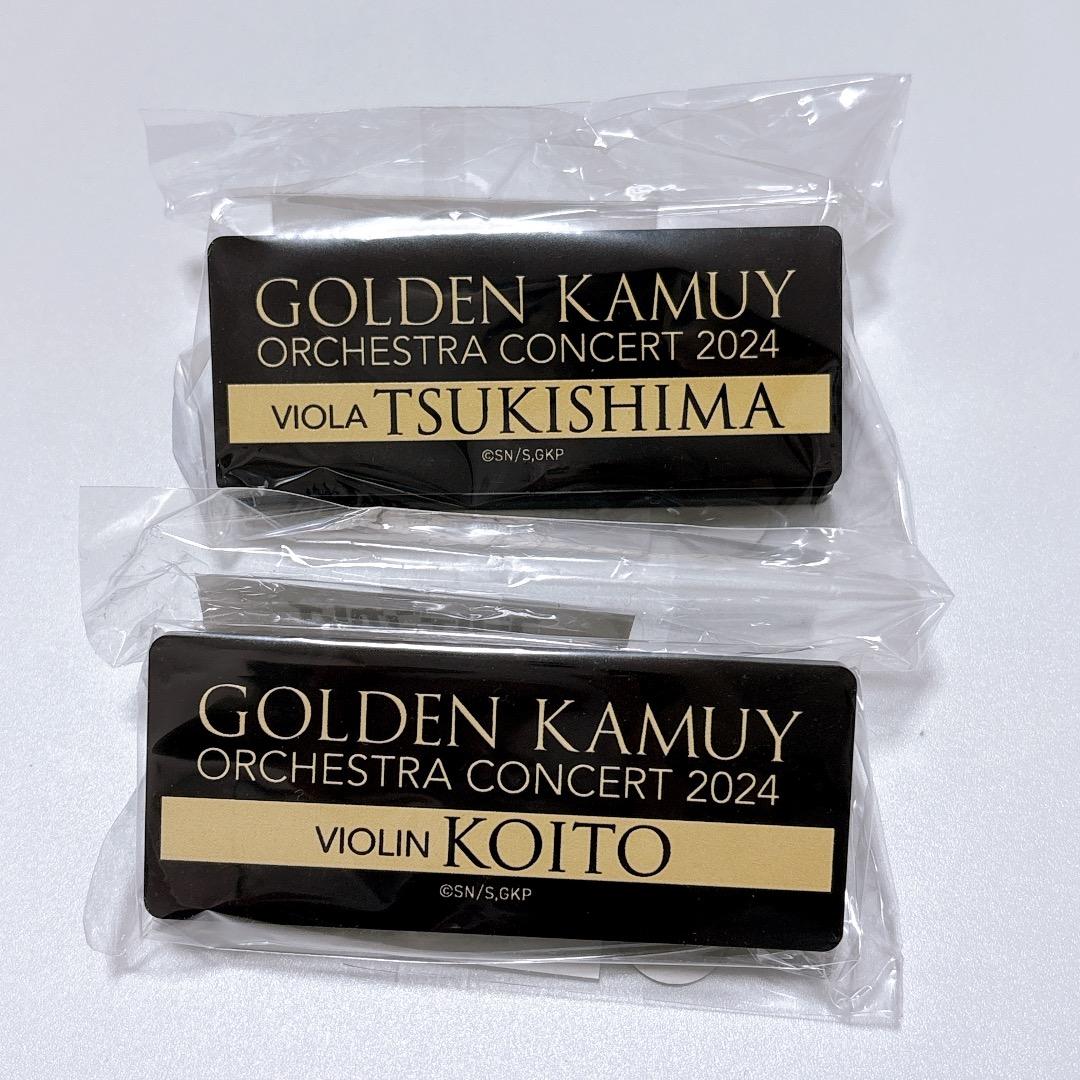 GOLDEN KAMUY
ORCHESTRA CONCERT 2024
VIOLA TSUKISHIMA
©SN/S,GKP
GOLDEN KAMUY
ORCHESTRA CONCERT 2024
VIOLIN KOITO
©SN/S,GKP